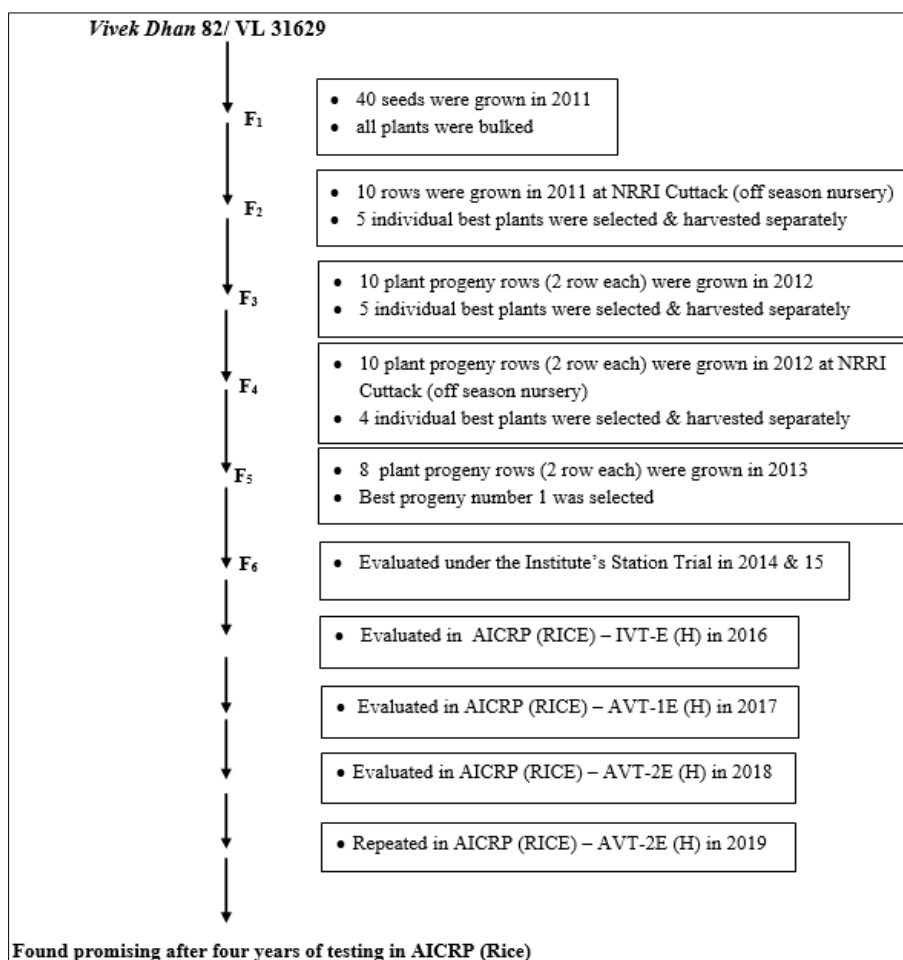 Vivek Dhan 82/ VL 31629
F₁
• 40 seeds were grown in 2011
• all plants were bulked
F₂
• 10 rows were grown in 2011 at NRRI Cuttack (off season nursery)
• 5 individual best plants were selected & harvested separately
F₃
• 10 plant progeny rows (2 row each) were grown in 2012
• 5 individual best plants were selected & harvested separately
F₄
• 10 plant progeny rows (2 row each) were grown in 2012 at NRRI
Cuttack (off season nursery)
• 4 individual best plants were selected & harvested separately
F₅
• 8 plant progeny rows (2 row each) were grown in 2013
• Best progeny number 1 was selected
F₆
• Evaluated under the Institute's Station Trial in 2014 & 15
• Evaluated in AICRP (RICE) – IVT-E (H) in 2016
• Evaluated in AICRP (RICE) – AVT-1E (H) in 2017
• Evaluated in AICRP (RICE) – AVT-2E (H) in 2018
• Repeated in AICRP (RICE) – AVT-2E (H) in 2019
Found promising after four years of testing in AICRP (Rice)